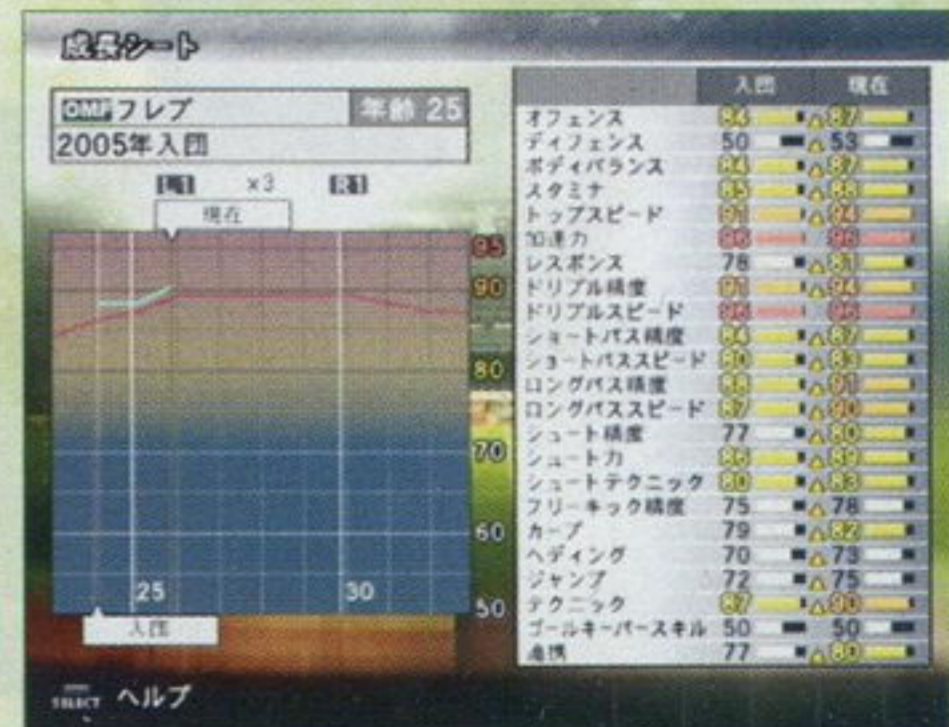 成長シート
OMF フレブ 年齢 25
2005年入団
L1 x3 R1
現在
95
90
80
70
60
50
25 30
入団
入団 現在
オフェンス 84 87
ディフェンス 50 53
ボディバランス 84 87
スタミナ 85 88
トップスピード 91 94
加速力 96 98
レスポンス 78 81
ドリブル精度 91 94
ドリブルスピード 95 96
ショートパス精度 84 87
ショートパススピード 80 83
ロングパス精度 88 91
ロングパススピード 87 90
シュート精度 77 80
シュート力 86 89
シュートテクニック 80 83
フリーキック精度 75 78
カーブ 79 82
ヘディング 70 73
ジャンプ 72 75
テクニック 87 90
ゴールキーパースキル 50 50
連携 77 80
SELECT ヘルプ